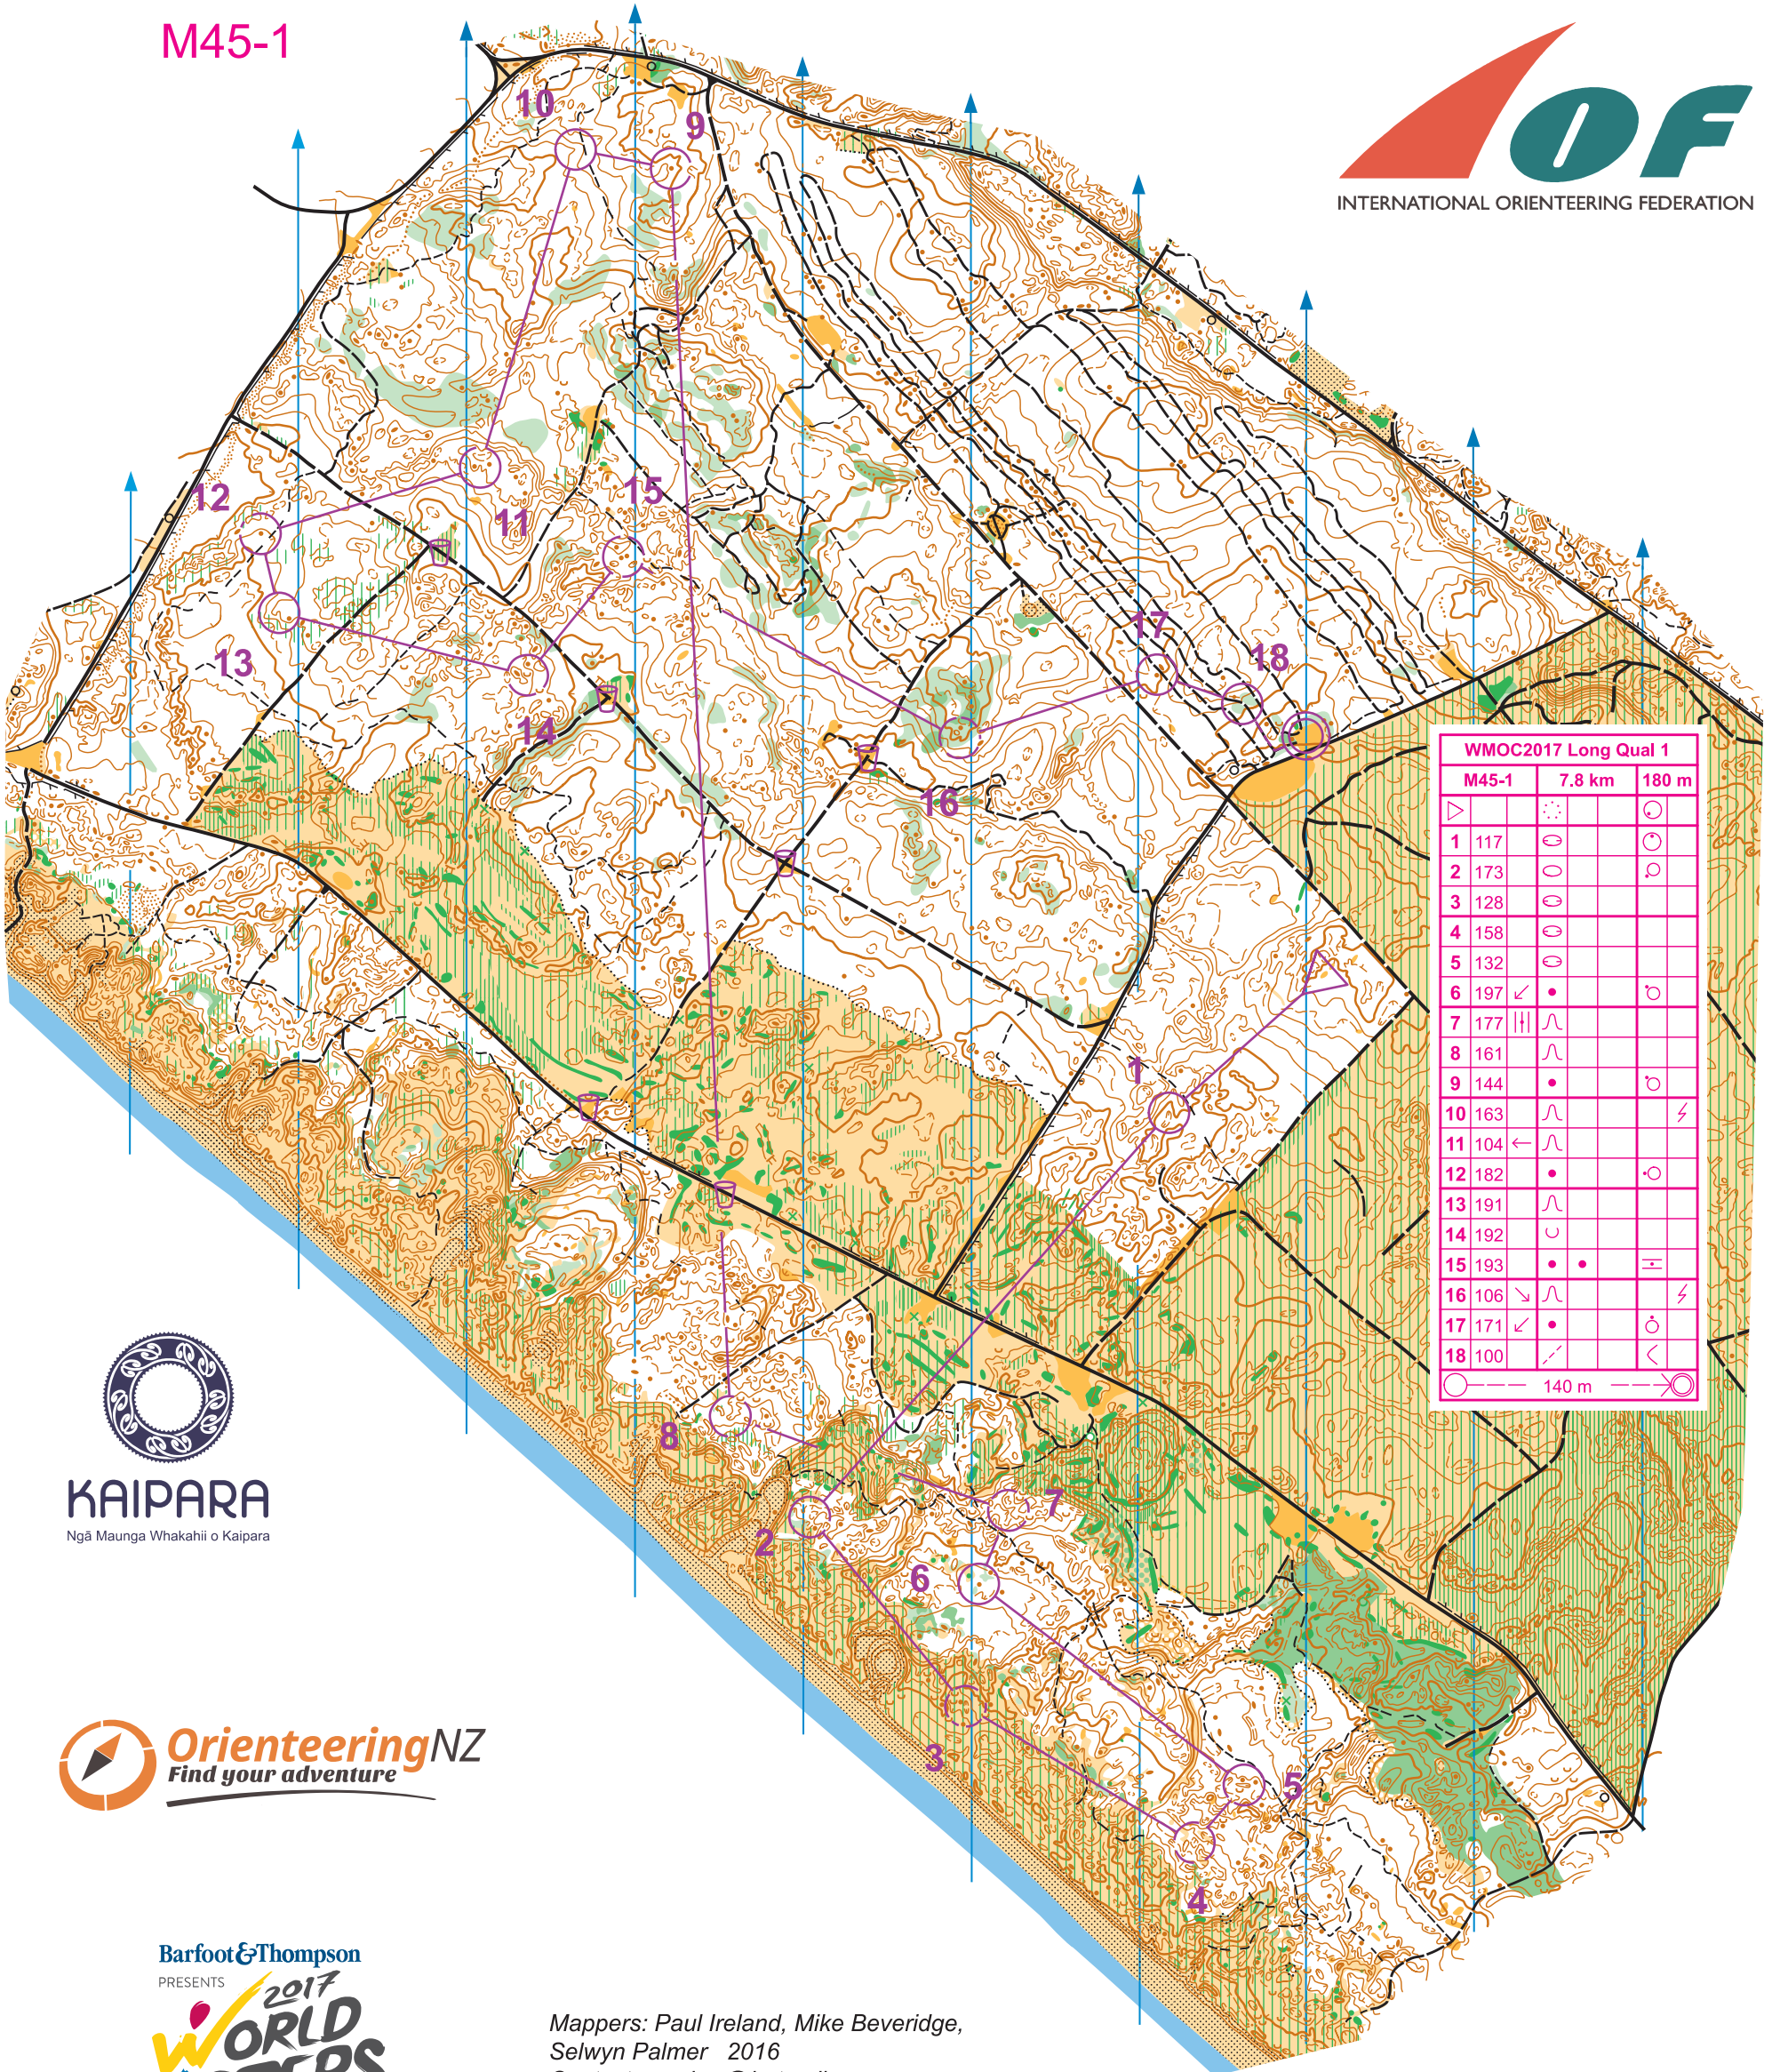 M45-1
INTERNATIONAL ORIENTEERING FEDERATION
10
9
15
12
11
13
14
17
18
16
1
8
2
7
6
3
5
4
WMOC2017 Long Qual 1
M45-1 7.8 km 180 m
1 117
2 173
3 128
4 158
5 132
6 197
7 177
8 161
9 144
10 163
11 104
12 182
13 191
14 192
15 193
16 106
17 171
18 100
140 m
KAIPARA
Ngā Maunga Whakahii o Kaipara
OrienteeringNZ
Find your adventure
Barfoot&Thompson
PRESENTS
2017
WORLD
Mappers: Paul Ireland, Mike Beveridge,
Selwyn Palmer 2016